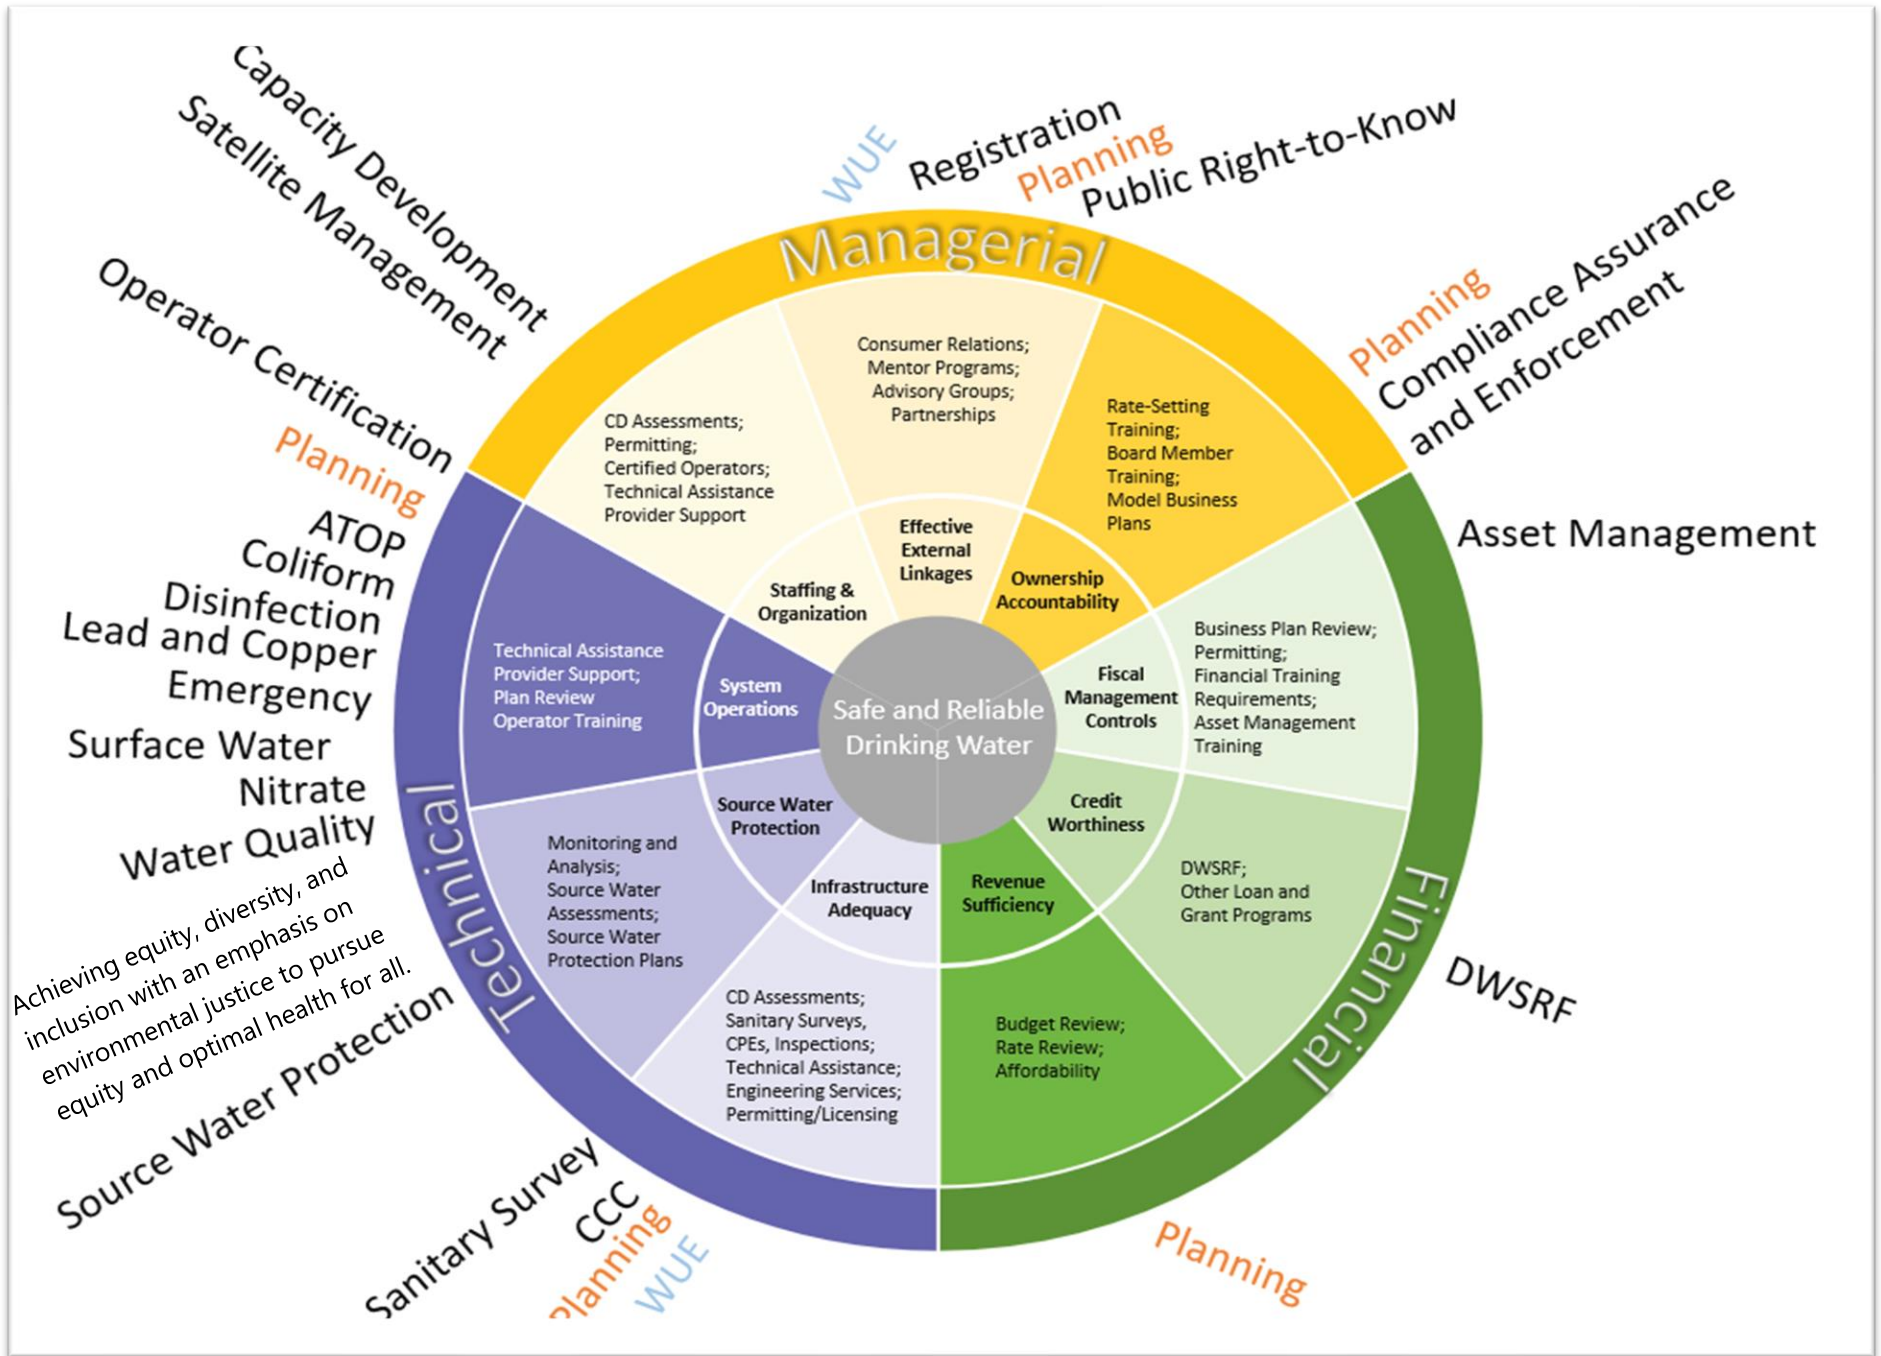 Capacity Development
Satellite Management
Operator Certification
Planning
ATOP
Coliform
Disinfection
Lead and Copper
Emergency
Surface Water
Nitrate
Water Quality
Achieving equity, diversity, and
inclusion with an emphasis on
environmental justice to pursue
equity and optimal health for all.
Source Water Protection
Sanitary Survey
CCC
Planning
WUE
WUE
Registration
Planning
Public Right-to-Know
Planning
Compliance Assurance
and Enforcement
Asset Management
DWSRF
Planning
Managerial
CD Assessments;
Permitting;
Certified Operators;
Technical Assistance
Provider Support
Staffing &
Organization
Consumer Relations;
Mentor Programs;
Advisory Groups;
Partnerships
Effective
External
Linkages
Rate-Setting
Training;
Board Member
Training;
Model Business
Plans
Ownership
Accountability
Financial
Business Plan Review;
Permitting;
Financial Training
Requirements;
Asset Management
Training
Fiscal
Management
Controls
DWSRF;
Other Loan and
Grant Programs
Credit
Worthiness
Budget Review;
Rate Review;
Affordability
Revenue
Sufficiency
Technical
Technical Assistance
Provider Support;
Plan Review
Operator Training
System
Operations
Monitoring and
Analysis;
Source Water
Assessments;
Source Water
Protection Plans
Source Water
Protection
CD Assessments;
Sanitary Surveys,
CPEs, Inspections;
Technical Assistance;
Engineering Services;
Permitting/Licensing
Infrastructure
Adequacy
Safe and Reliable
Drinking Water